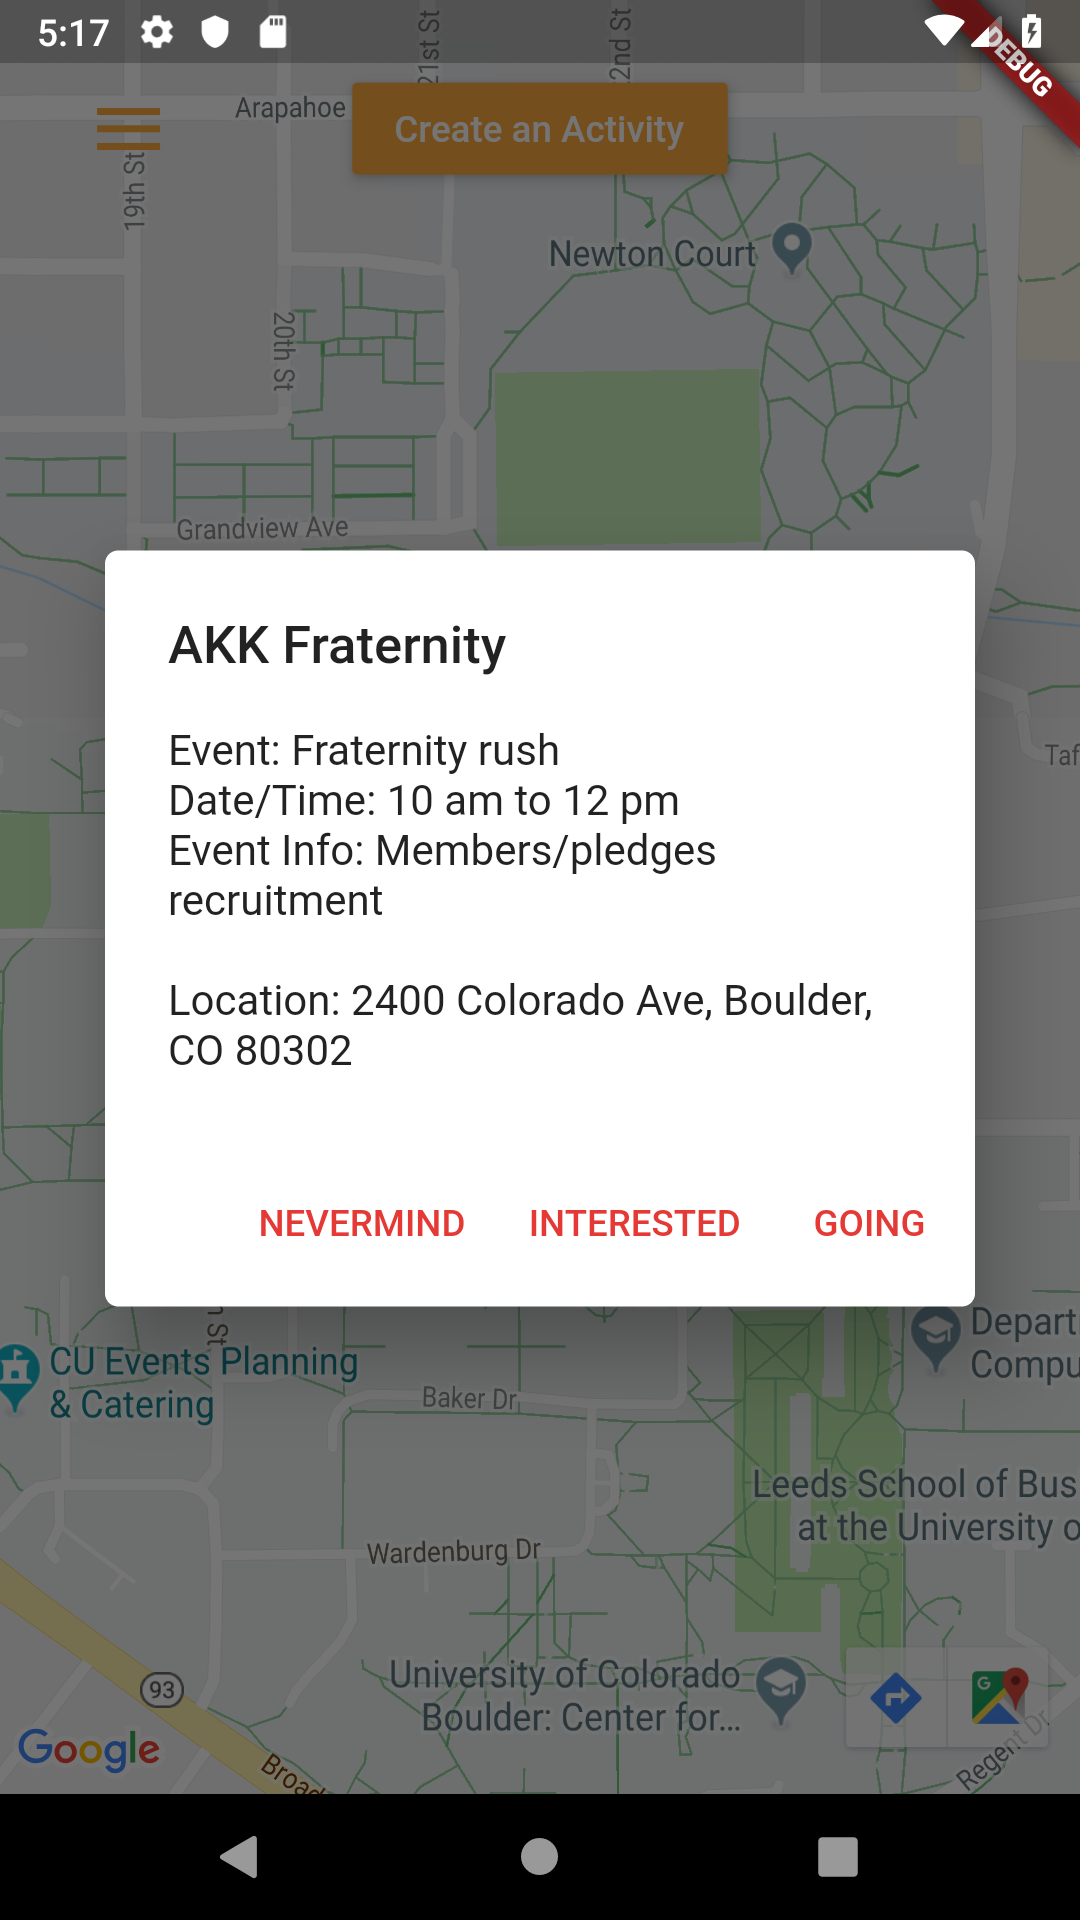 5:17
DEBUG
21st St
2nd St
Arapahoe
Create an Activity
19th St
Newton Court
20th St
Grandview Ave
AKK Fraternity
Event: Fraternity rush
Date/Time: 10 am to 12 pm
Event Info: Members/pledges
recruitment
Location: 2400 Colorado Ave, Boulder,
CO 80302
Taf
NEVERMIND
INTERESTED
GOING
n St
CU Events Planning
& Catering
Depart
Compu
Baker Dr
Leeds School of Bus
at the University o
Wardenburg Dr
University of Colorado
Boulder: Center for...
93
Google
G
Broad
Regent Dr